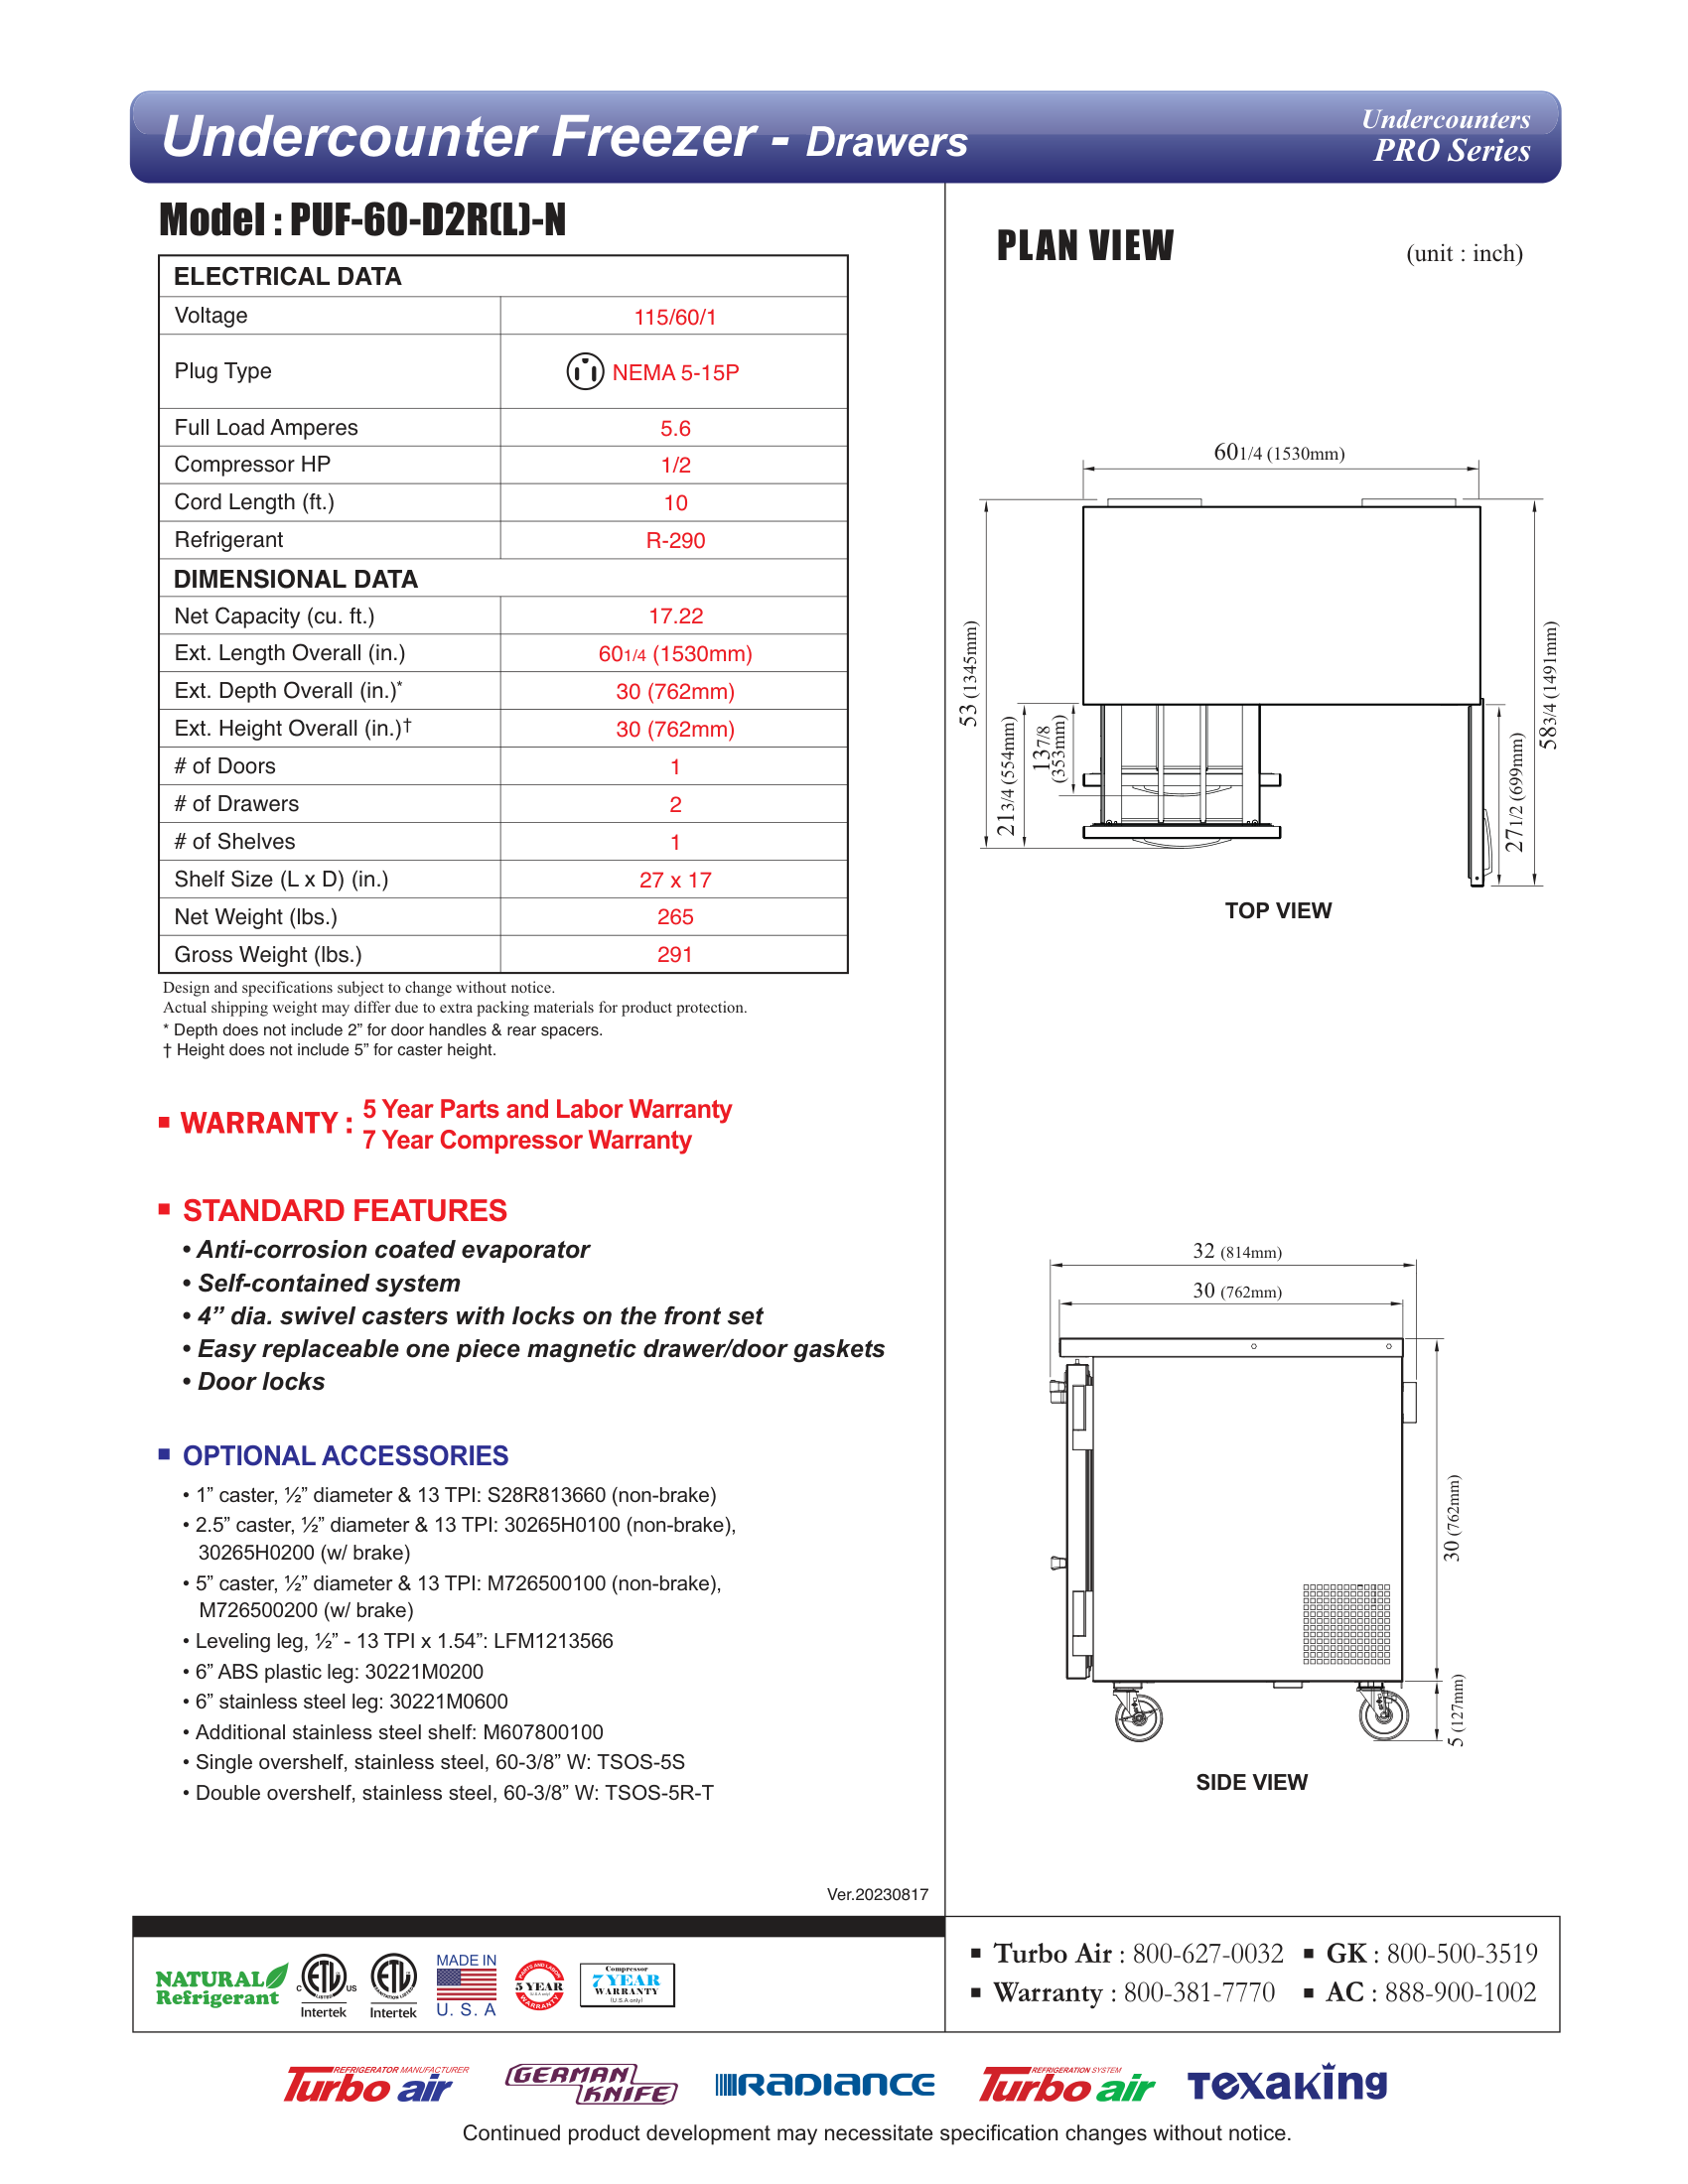 Undercounter Freezer - Drawers
Undercounters
PRO Series
Model : PUF-60-D2R(L)-N
ELECTRICAL DATA
Voltage 115/60/1
Plug Type NEMA 5-15P
Full Load Amperes 5.6
Compressor HP 1/2
Cord Length (ft.) 10
Refrigerant R-290
DIMENSIONAL DATA
Net Capacity (cu. ft.) 17.22
Ext. Length Overall (in.) 601/4 (1530mm)
Ext. Depth Overall (in.)* 30 (762mm)
Ext. Height Overall (in.)† 30 (762mm)
# of Doors 1
# of Drawers 2
# of Shelves 1
Shelf Size (L x D) (in.) 27 x 17
Net Weight (lbs.) 265
Gross Weight (lbs.) 291
Design and specifications subject to change without notice.
Actual shipping weight may differ due to extra packing materials for product protection.
* Depth does not include 2” for door handles & rear spacers.
† Height does not include 5” for caster height.
▪ WARRANTY : 5 Year Parts and Labor Warranty
7 Year Compressor Warranty
▪ STANDARD FEATURES
• Anti-corrosion coated evaporator
• Self-contained system
• 4” dia. swivel casters with locks on the front set
• Easy replaceable one piece magnetic drawer/door gaskets
• Door locks
▪ OPTIONAL ACCESSORIES
• 1” caster, ½” diameter & 13 TPI: S28R813660 (non-brake)
• 2.5” caster, ½” diameter & 13 TPI: 30265H0100 (non-brake),
30265H0200 (w/ brake)
• 5” caster, ½” diameter & 13 TPI: M726500100 (non-brake),
M726500200 (w/ brake)
• Leveling leg, ½” - 13 TPI x 1.54”: LFM1213566
• 6” ABS plastic leg: 30221M0200
• 6” stainless steel leg: 30221M0600
• Additional stainless steel shelf: M607800100
• Single overshelf, stainless steel, 60-3/8” W: TSOS-5S
• Double overshelf, stainless steel, 60-3/8” W: TSOS-5R-T
Ver.20230817
PLAN VIEW
(unit : inch)
601/4 (1530mm)
53 (1345mm)
213/4 (554mm)
137/8
(353mm)
271/2 (699mm)
583/4 (1491mm)
TOP VIEW
32 (814mm)
30 (762mm)
30 (762mm)
5 (127mm)
SIDE VIEW
NATURAL
Refrigerant
C ETL US
LISTED
Intertek
ETL
Intertek
MADE IN
U. S. A
PARTS AND LABOR
5 YEAR
(U.S.A only)
WARRANTY
Compressor
7 YEAR
WARRANTY
(U.S.A only)
▪ Turbo Air : 800-627-0032 ▪ GK : 800-500-3519
▪ Warranty : 800-381-7770 ▪ AC : 888-900-1002
REFRIGERATOR MANUFACTURER
Turbo air
GERMAN
KNIFE
RADIANCE
REFRIGERATION SYSTEM
Turbo air
TEXAKING
Continued product development may necessitate specification changes without notice.